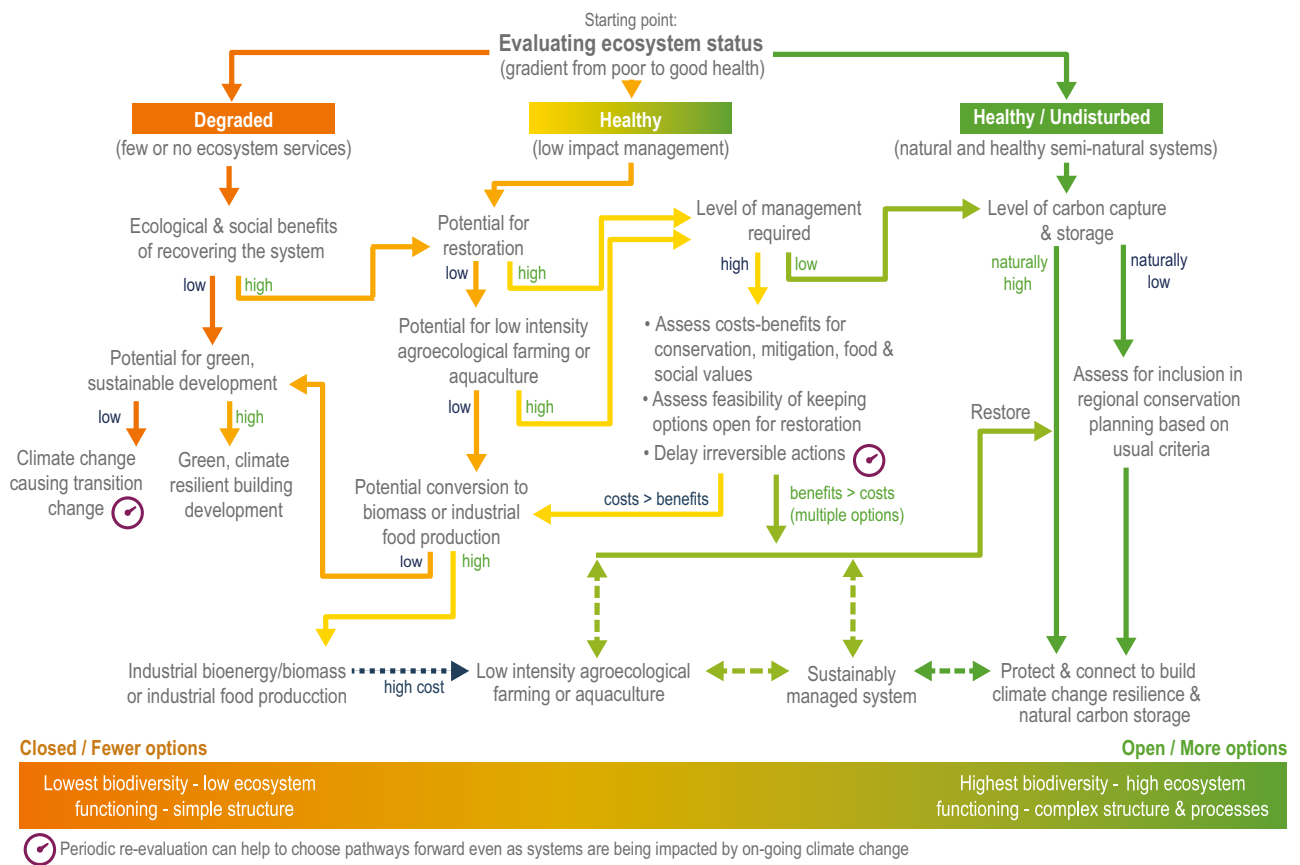 Starting point:
Evaluating ecosystem status
(gradient from poor to good health)
Degraded
(few or no ecosystem services)
Healthy
(low impact management)
Healthy / Undisturbed
(natural and healthy semi-natural systems)
Ecological & social benefits
of recovering the system
low
high
Potential for
restoration
low
high
Level of management
required
high
low
Level of carbon capture
& storage
naturally
high
naturally
low
Potential for green,
sustainable development
low
high
Potential for low intensity
agroecological farming or
aquaculture
low
high
• Assess costs-benefits for
conservation, mitigation, food &
social values
• Assess feasibility of keeping
options open for restoration
• Delay irreversible actions
Assess for inclusion in
regional conservation
planning based on
usual criteria
Restore
Climate change
causing transition
change
Green, climate
resilient building
development
Potential conversion to
biomass or industrial
food production
low
high
costs > benefits
benefits > costs
(multiple options)
Industrial bioenergy/biomass
or industrial food produnction
high cost
Low intensity agroecological
farming or aquaculture
Sustainably
managed system
Protect & connect to build
climate change resilience &
natural carbon storage
Closed / Fewer options
Open / More options
Lowest biodiversity - low ecosystem
functioning - simple structure
Highest biodiversity - high ecosystem
functioning - complex structure & processes
Periodic re-evaluation can help to choose pathways forward even as systems are being impacted by on-going climate change